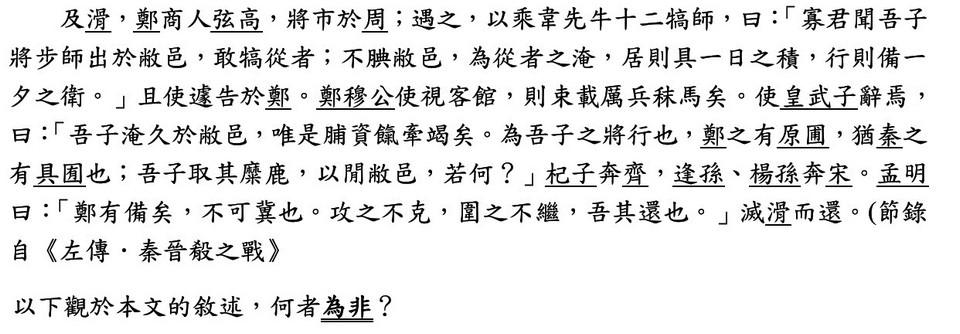 及滑，鄭商人弦高，將市於周；遇之，以乘韋先牛十二犒師，曰：「寡君聞吾子
將步師出於敝邑，敢犒從者；不腆敝邑，為從者之淹，居則具一日之積，行則備一
夕之衛。」且使遽告於鄭。鄭穆公使視客館，則束載厲兵秣馬矣。使皇武子辭焉，
曰：「吾子淹久於敝邑，唯是脯資餼牽竭矣。為吾子之將行也，鄭之有原圃，猶秦之
有具囿也；吾子取其麋鹿，以閒敝邑，若何？」杞子奔齊，逢孫、楊孫奔宋。孟明
曰：「鄭有備矣，不可冀也。攻之不克，圍之不繼，吾其還也。」滅滑而還。(節錄
自《左傳．秦晉殽之戰》
以下觀於本文的敘述，何者為非？